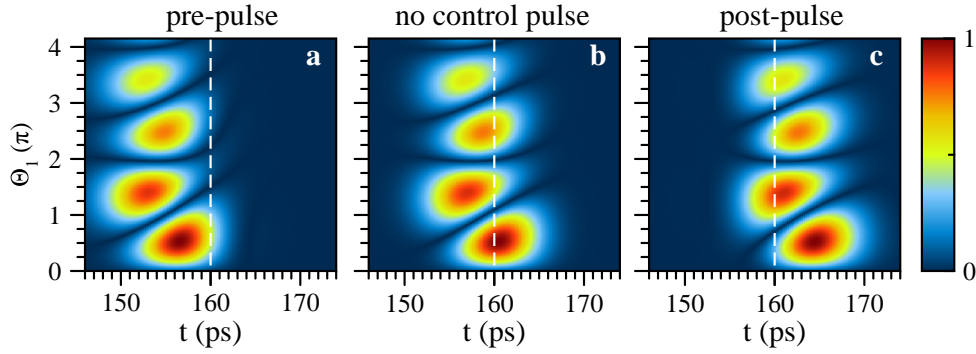 pre-pulse no control pulse post-pulse
a b c
Θ₁ (π)
4
3
2
1
0
150 160 170 150 160 170 150 160 170
t (ps) t (ps) t (ps)
1
0